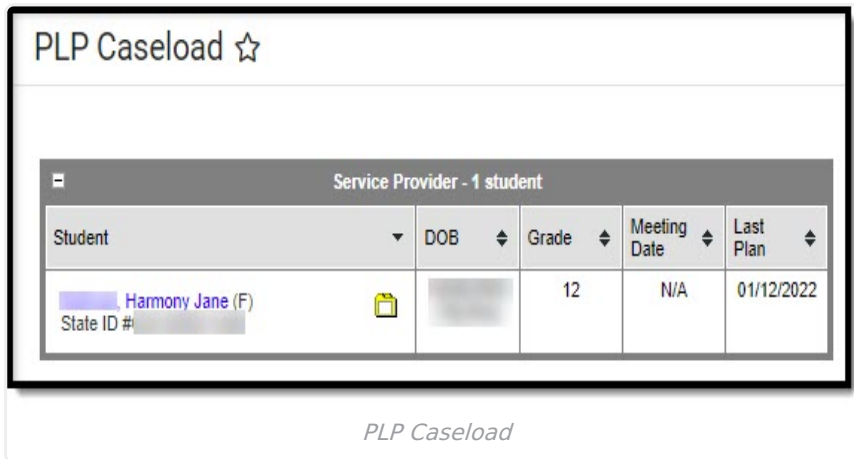 PLP Caseload
Service Provider - 1 student
Student DOB Grade Meeting Date Last Plan
, Harmony Jane (F) 12 N/A 01/12/2022
State ID #
PLP Caseload